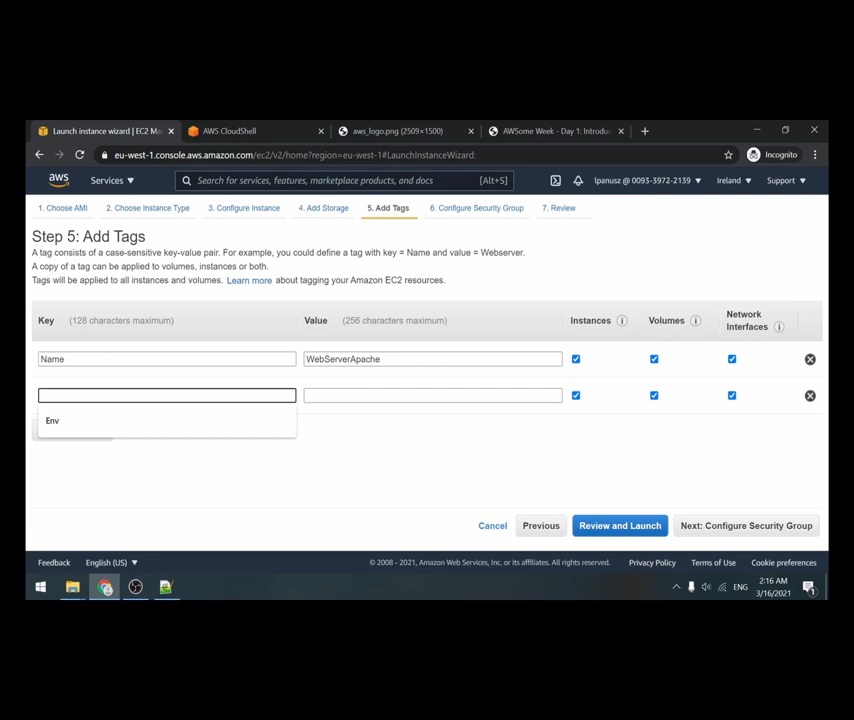 Launch instance wizard | EC2 Ma
AWS CloudShell
aws_logo.png (2509×1500)
AWSome Week - Day 1: Introduc
eu-west-1.console.aws.amazon.com/ec2/v2/home?region=eu-west-1#LaunchInstanceWizard:
Incognito
aws
Services
Search for services, features, marketplace products, and docs
[Alt+S]
lpanusz @ 0093-3972-2139
Ireland
Support
1. Choose AMI
2. Choose Instance Type
3. Configure Instance
4. Add Storage
5. Add Tags
6. Configure Security Group
7. Review
Step 5: Add Tags
A tag consists of a case-sensitive key-value pair. For example, you could define a tag with key = Name and value = Webserver.
A copy of a tag can be applied to volumes, instances or both.
Tags will be applied to all instances and volumes. Learn more about tagging your Amazon EC2 resources.
Key (128 characters maximum)
Value (256 characters maximum)
Instances
Volumes
Network
Interfaces
Name
WebServerApache
Env
Cancel
Previous
Review and Launch
Next: Configure Security Group
Feedback
English (US)
© 2008 - 2021, Amazon Web Services, Inc. or its affiliates. All rights reserved.
Privacy Policy
Terms of Use
Cookie preferences
ENG
2:16 AM
3/16/2021
1